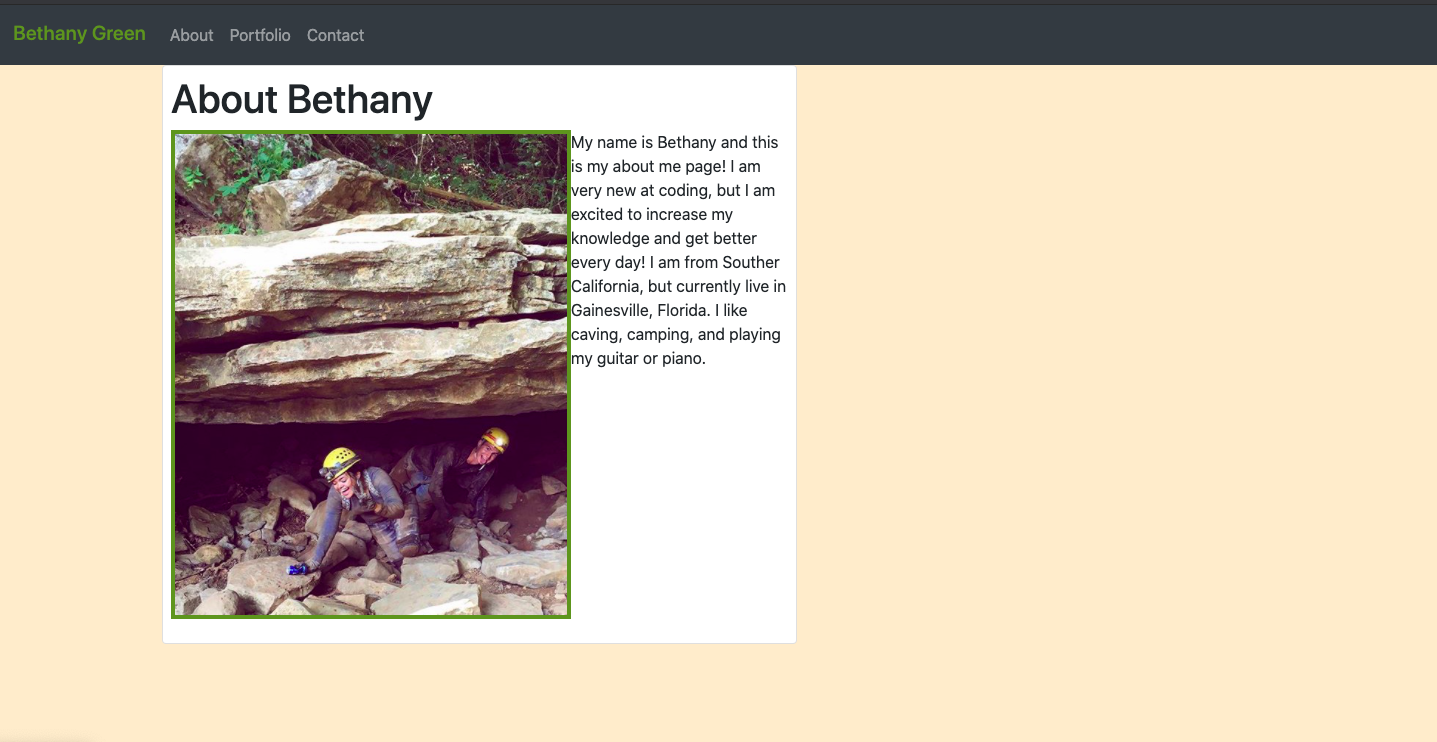 Bethany Green About Portfolio Contact
About Bethany
My name is Bethany and this
is my about me page! I am
very new at coding, but I am
excited to increase my
knowledge and get better
every day! I am from Souther
California, but currently live in
Gainesville, Florida. I like
caving, camping, and playing
my guitar or piano.